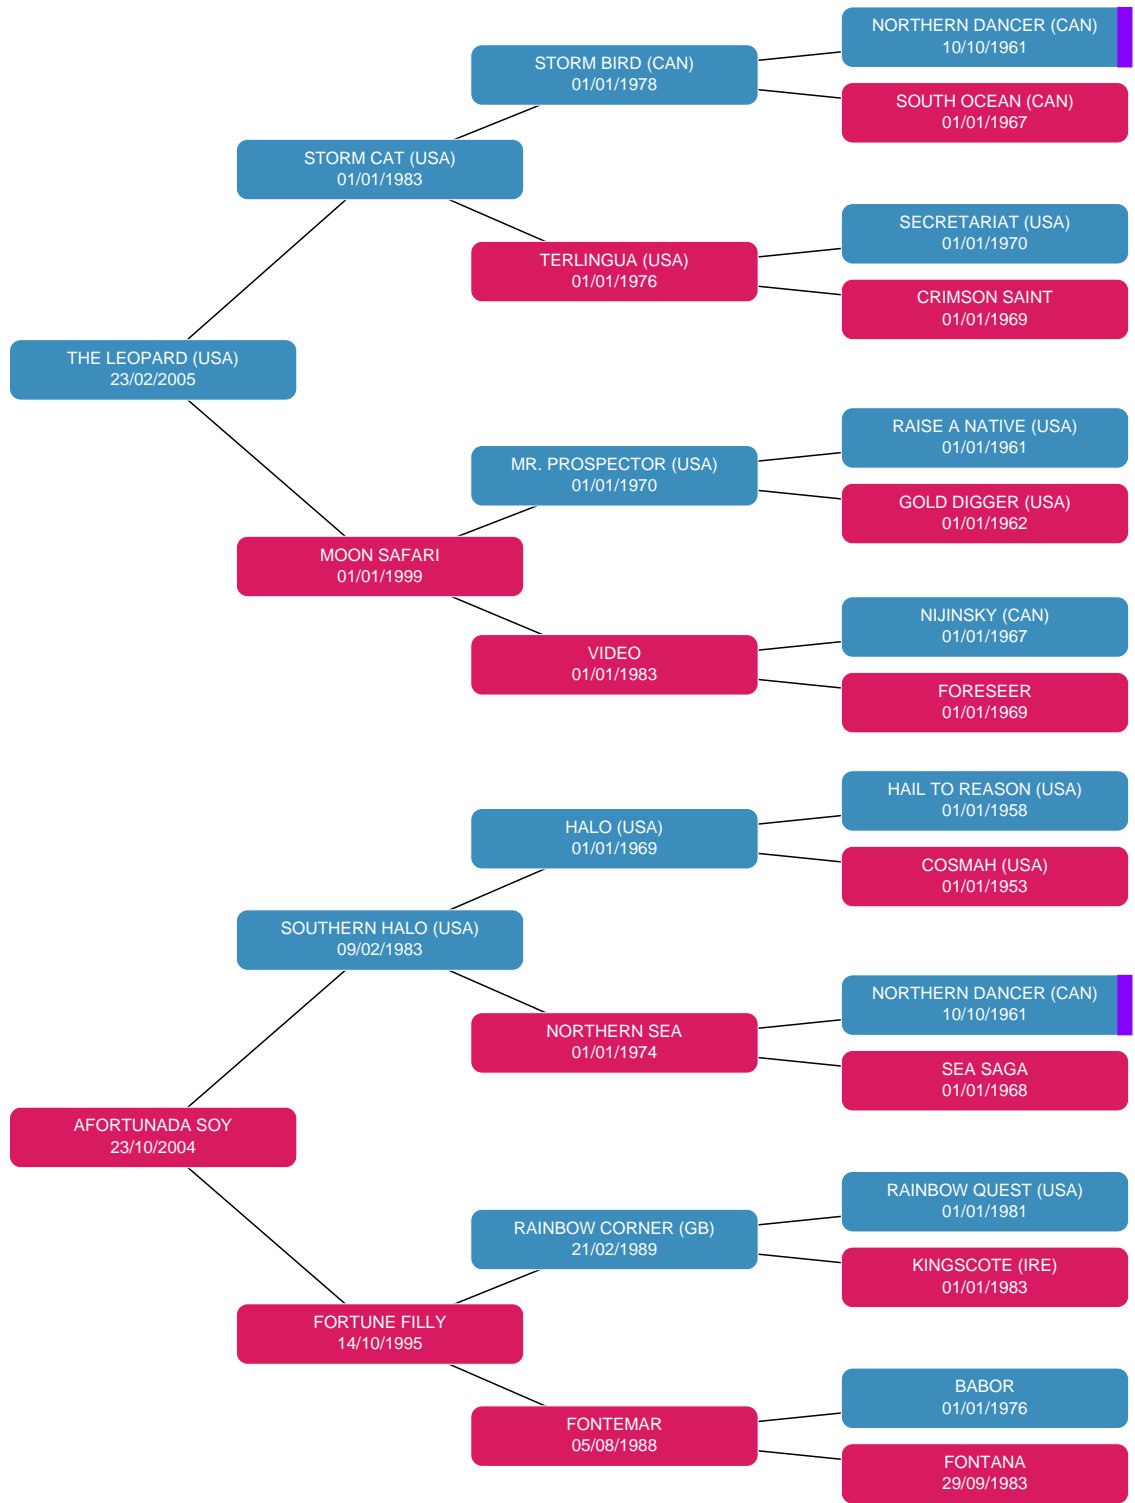 NORTHERN DANCER (CAN)
10/10/1961
STORM BIRD (CAN)
01/01/1978
SOUTH OCEAN (CAN)
01/01/1967
STORM CAT (USA)
01/01/1983
SECRETARIAT (USA)
01/01/1970
TERLINGUA (USA)
01/01/1976
CRIMSON SAINT
01/01/1969
THE LEOPARD (USA)
23/02/2005
RAISE A NATIVE (USA)
01/01/1961
MR. PROSPECTOR (USA)
01/01/1970
GOLD DIGGER (USA)
01/01/1962
MOON SAFARI
01/01/1999
NIJINSKY (CAN)
01/01/1967
VIDEO
01/01/1983
FORESEER
01/01/1969
HAIL TO REASON (USA)
01/01/1958
HALO (USA)
01/01/1969
COSMAH (USA)
01/01/1953
SOUTHERN HALO (USA)
09/02/1983
NORTHERN DANCER (CAN)
10/10/1961
NORTHERN SEA
01/01/1974
SEA SAGA
01/01/1968
AFORTUNADA SOY
23/10/2004
RAINBOW QUEST (USA)
01/01/1981
RAINBOW CORNER (GB)
21/02/1989
KINGSCOTE (IRE)
01/01/1983
FORTUNE FILLY
14/10/1995
BABOR
01/01/1976
FONTEMAR
05/08/1988
FONTANA
29/09/1983